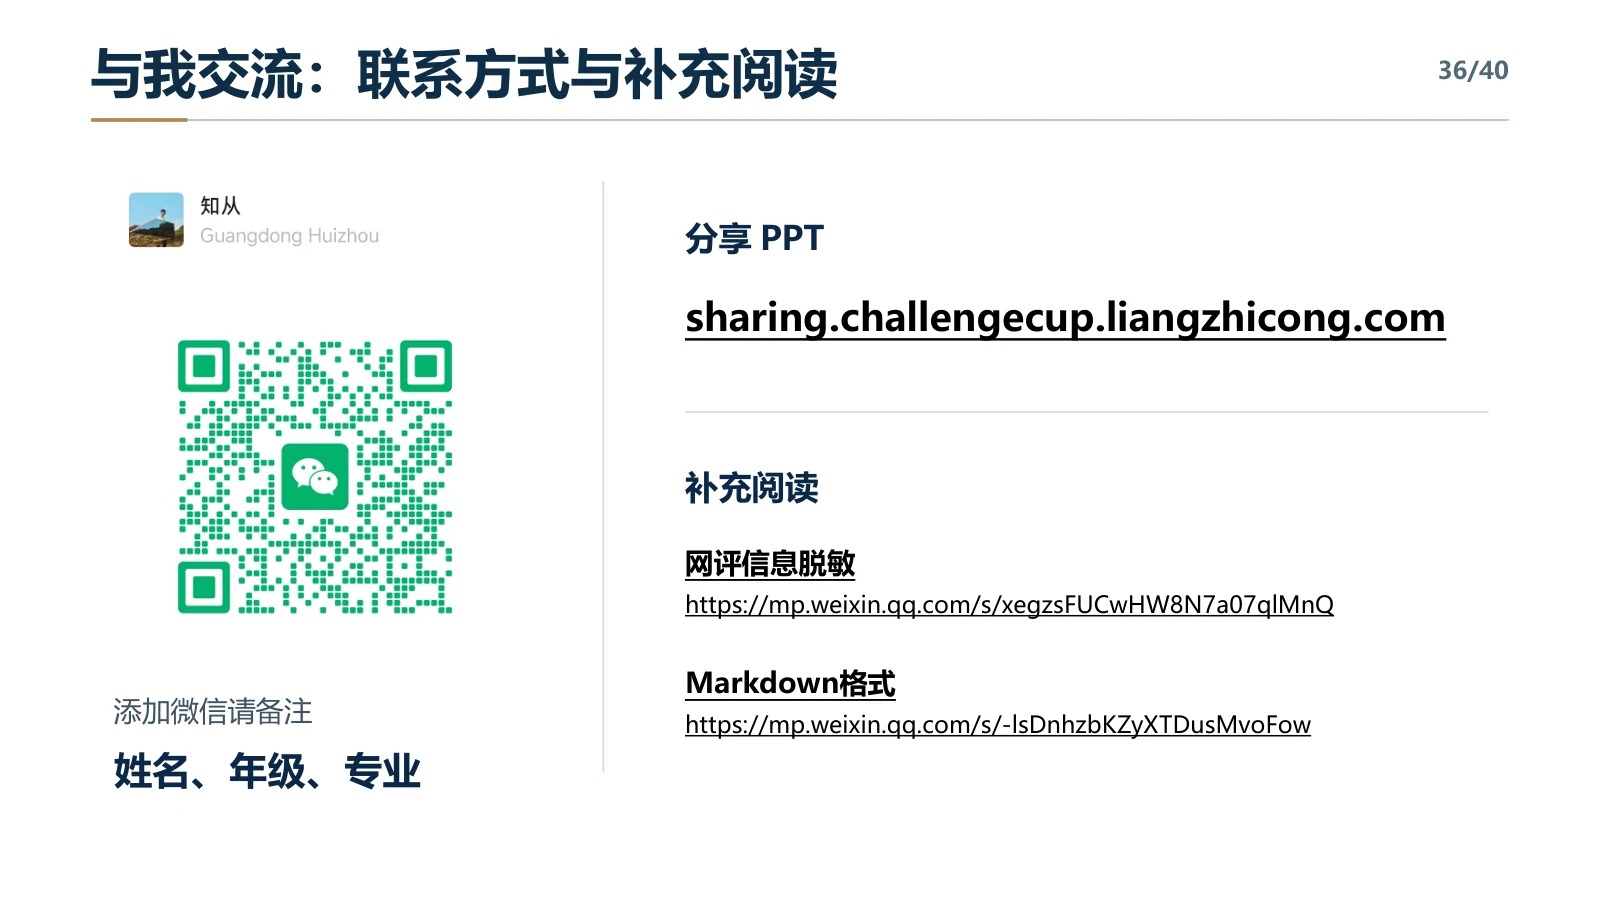 与我交流：联系方式与补充阅读
36/40
知从
Guangdong Huizhou
添加微信请备注
姓名、年级、专业
分享 PPT
sharing.challengecup.liangzhicong.com
补充阅读
网评信息脱敏
https://mp.weixin.qq.com/s/xegzsFUCwHW8N7a07qlMnQ
Markdown格式
https://mp.weixin.qq.com/s/-lsDnhzbKZyXTDusMvoFow